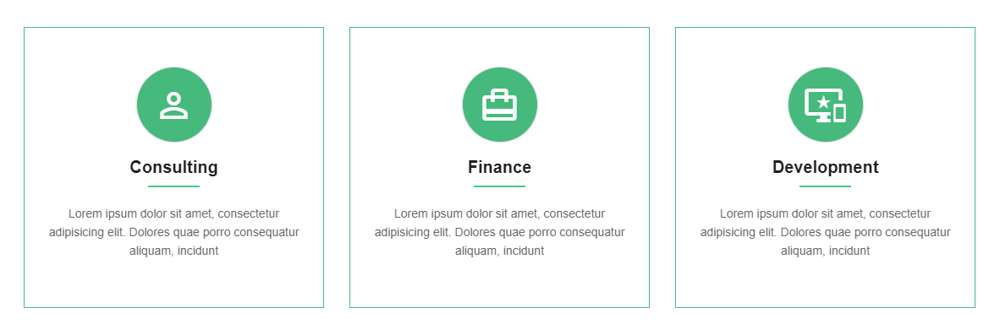 Consulting
Lorem ipsum dolor sit amet, consectetur
adipisicing elit. Dolores quae porro consequatur
aliquam, incidunt
Finance
Lorem ipsum dolor sit amet, consectetur
adipisicing elit. Dolores quae porro consequatur
aliquam, incidunt
Development
Lorem ipsum dolor sit amet, consectetur
adipisicing elit. Dolores quae porro consequatur
aliquam, incidunt